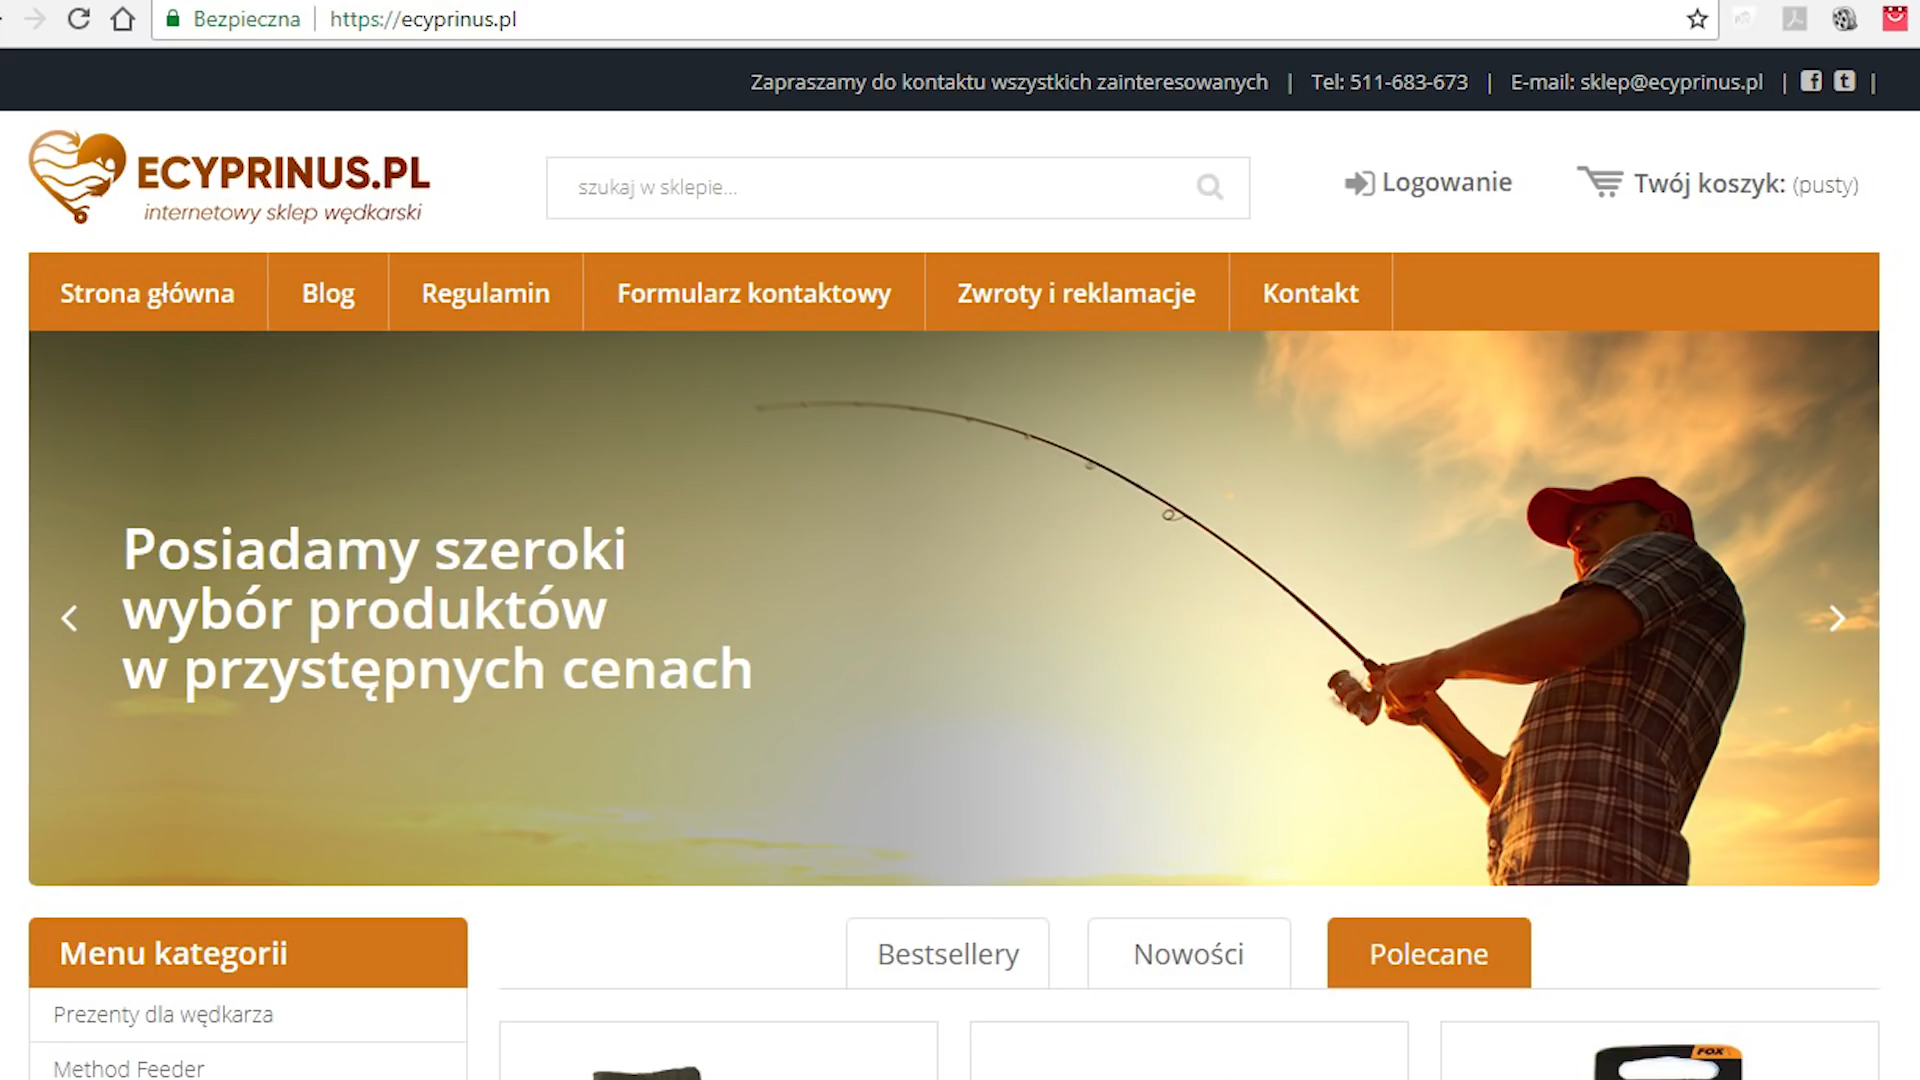 Bezpieczna
https://ecyprinus.pl
Zapraszamy do kontaktu wszystkich zainteresowanych | Tel: 511-683-673 | E-mail: sklep@ecyprinus.pl |
ECYPRINUS.PL
internetowy sklep wędkarski
szukaj w sklepie...
Logowanie
Twój koszyk: (pusty)
Strona główna
Blog
Regulamin
Formularz kontaktowy
Zwroty i reklamacje
Kontakt
Posiadamy szeroki
wybór produktów
w przystępnych cenach
Menu kategorii
Bestsellery
Nowości
Polecane
Prezenty dla wędkarza
Method Feeder
FOX